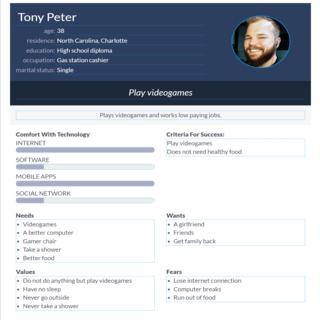 Tony Peter
age: 38
residence: North Carolina, Charlotte
education: High school diploma
occupation: Gas station cashier
marital status: Single
Play videogames
Plays videogames and works low paying jobs.
Comfort With Technology
INTERNET
SOFTWARE
MOBILE APPS
SOCIAL NETWORK
Criteria For Success:
Play videogames
Does not need healthy food
Needs
Videogames
A better computer
Gamer chair
Take a shower
Better food
Wants
A girlfriend
Friends
Get family back
Values
Do not do anything but play videogames
Have no sleep
Never go outside
Never take a shower
Fears
Lose internet connection
Computer breaks
Run out of food